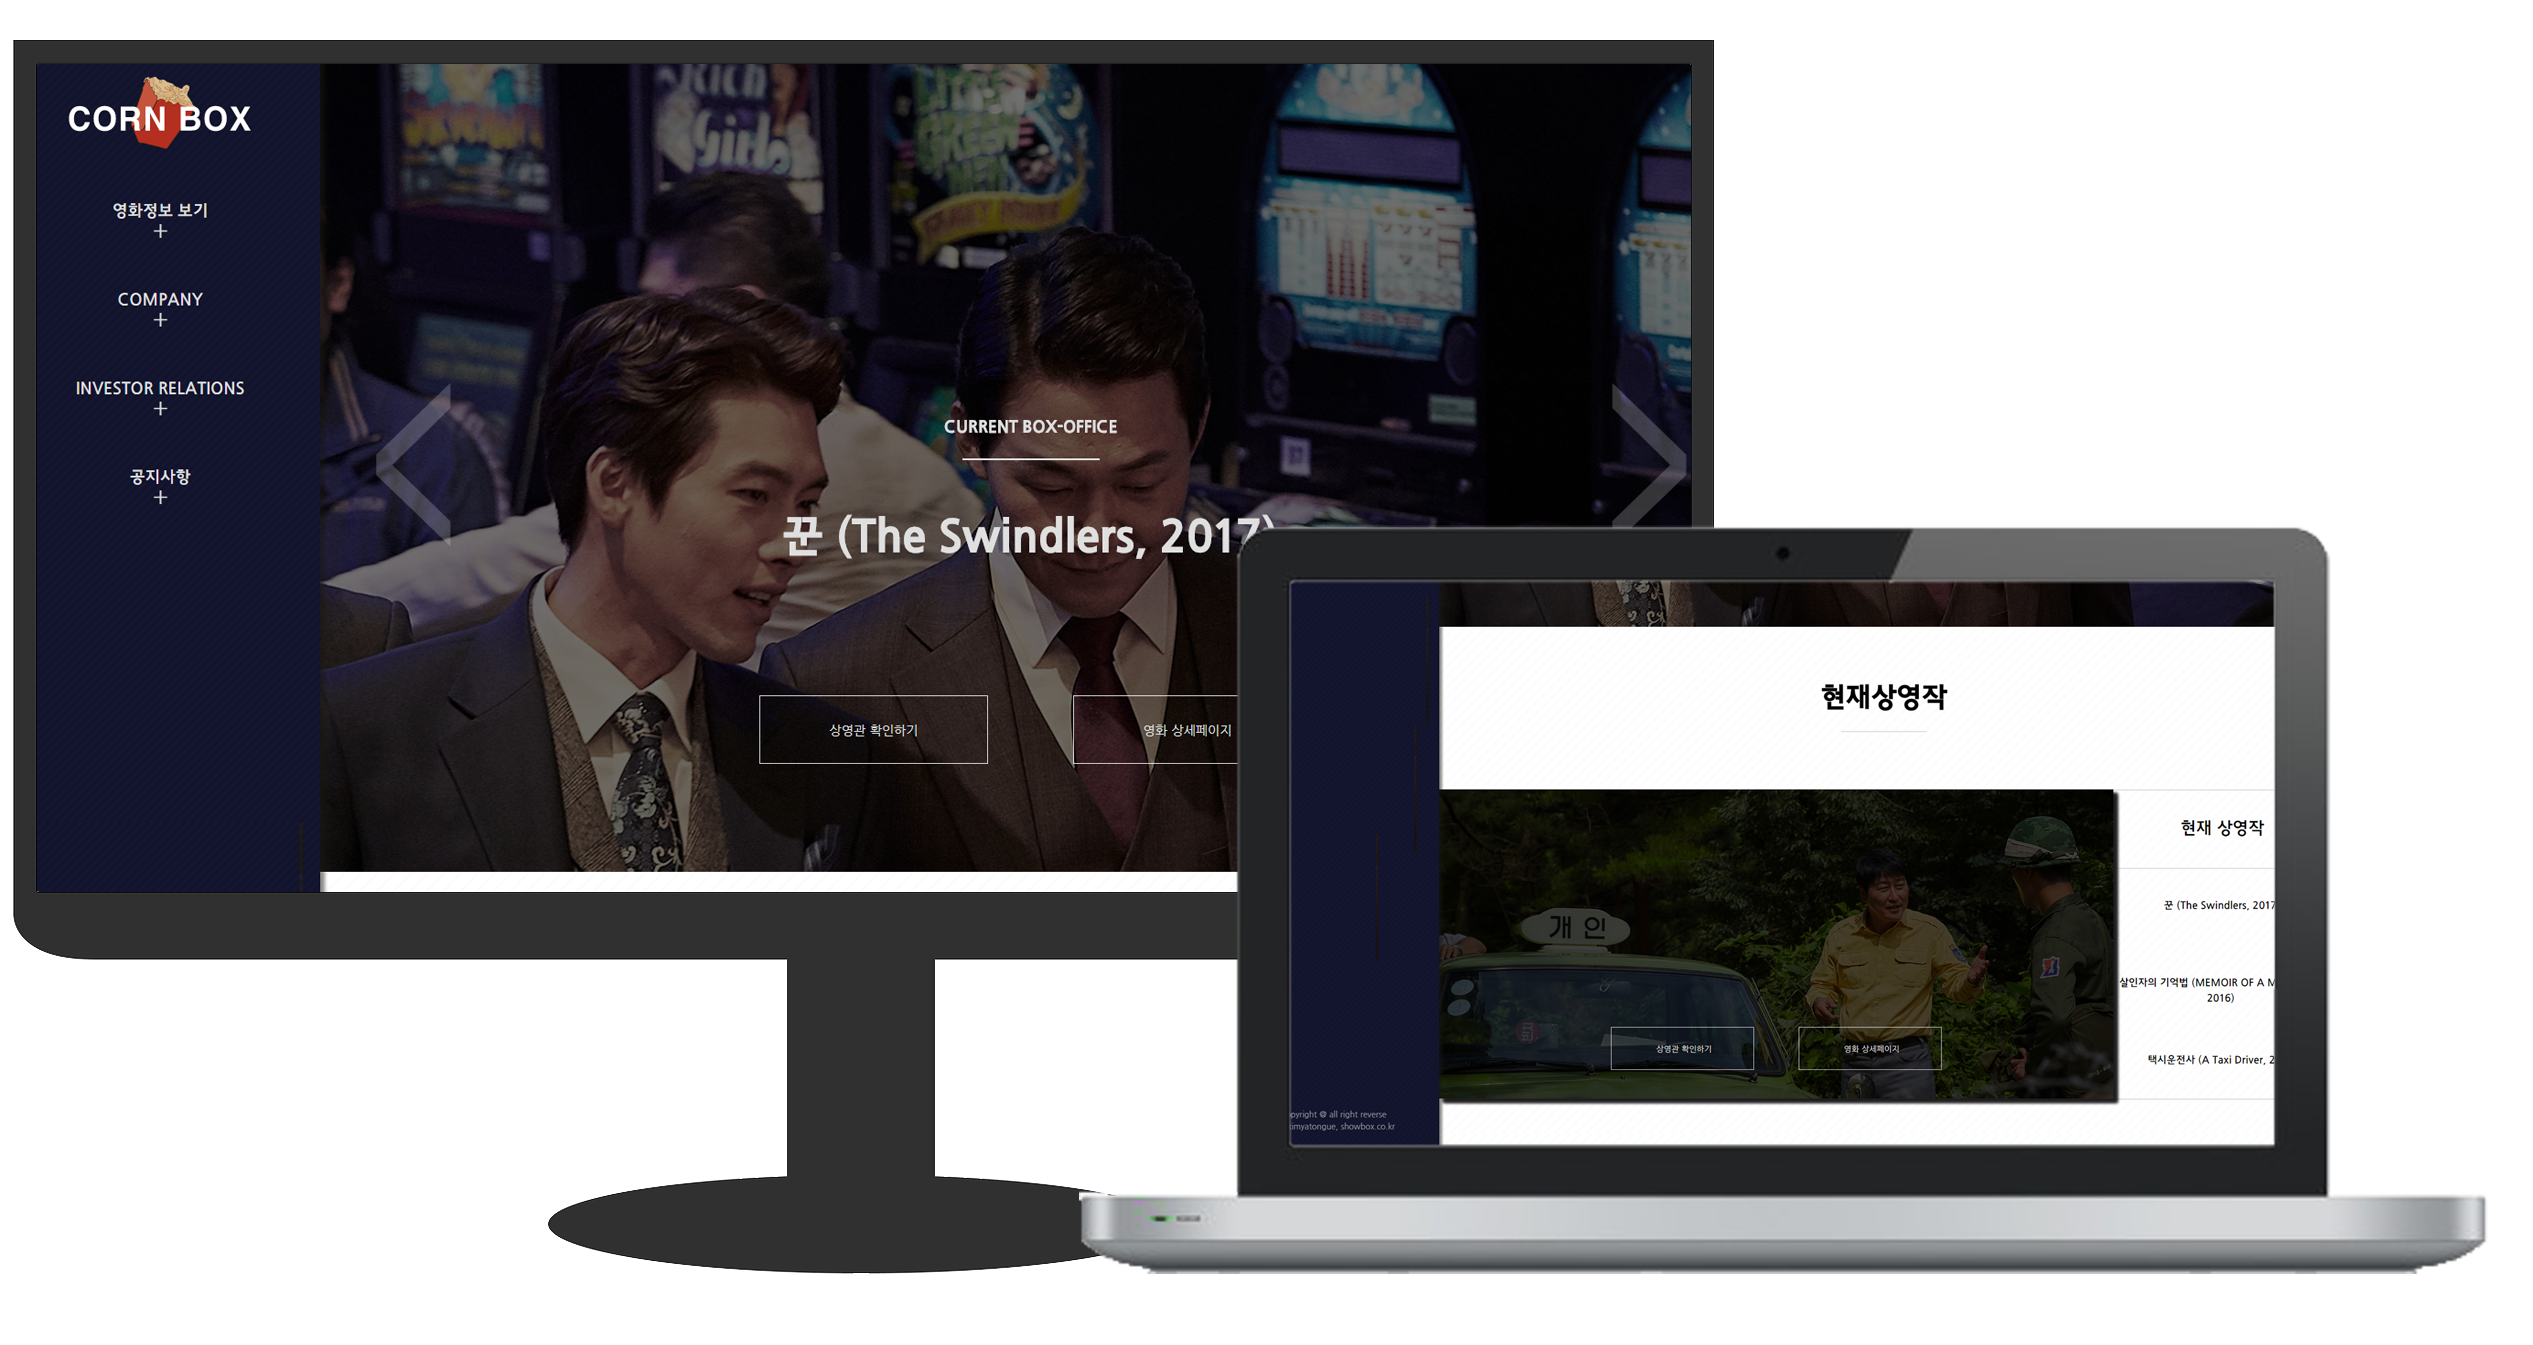 CORN BOX
영화정보 보기
+
COMPANY
+
INVESTOR RELATIONS
+
공지사항
+
Rich
Girls
CURRENT BOX-OFFICE
꾼 (The Swindlers, 2017)
상영관 확인하기
영화 상세페이지
현재상영작
현재 상영작
꾼 (The Swindlers, 2017
살인자의 기억법 (MEMOIR OF A M
2016)
택시운전사 (A Taxi Driver, 2
개인
상영관 확인하기
영화 상세페이지
opyright @ all right reverse
imyatongue, showbox.co.kr